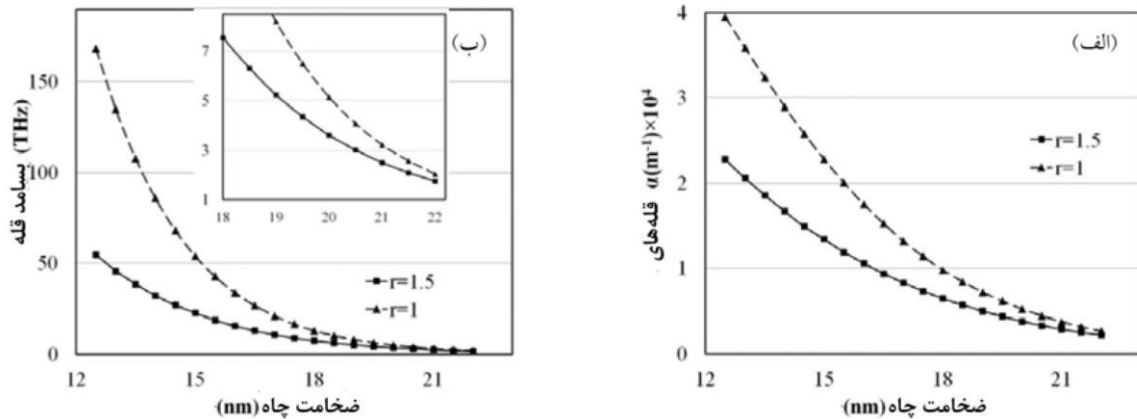 (الف)
4
3
2
1
0
قله‌های α(m⁻¹)×10⁴
r=1.5
r=1
12
15
18
21
ضخامت چاه (nm)
(ب)
150
100
50
0
بسامد قله (THz)
7
5
3
1
18
19
20
21
22
r=1.5
r=1
12
15
18
21
ضخامت چاه (nm)